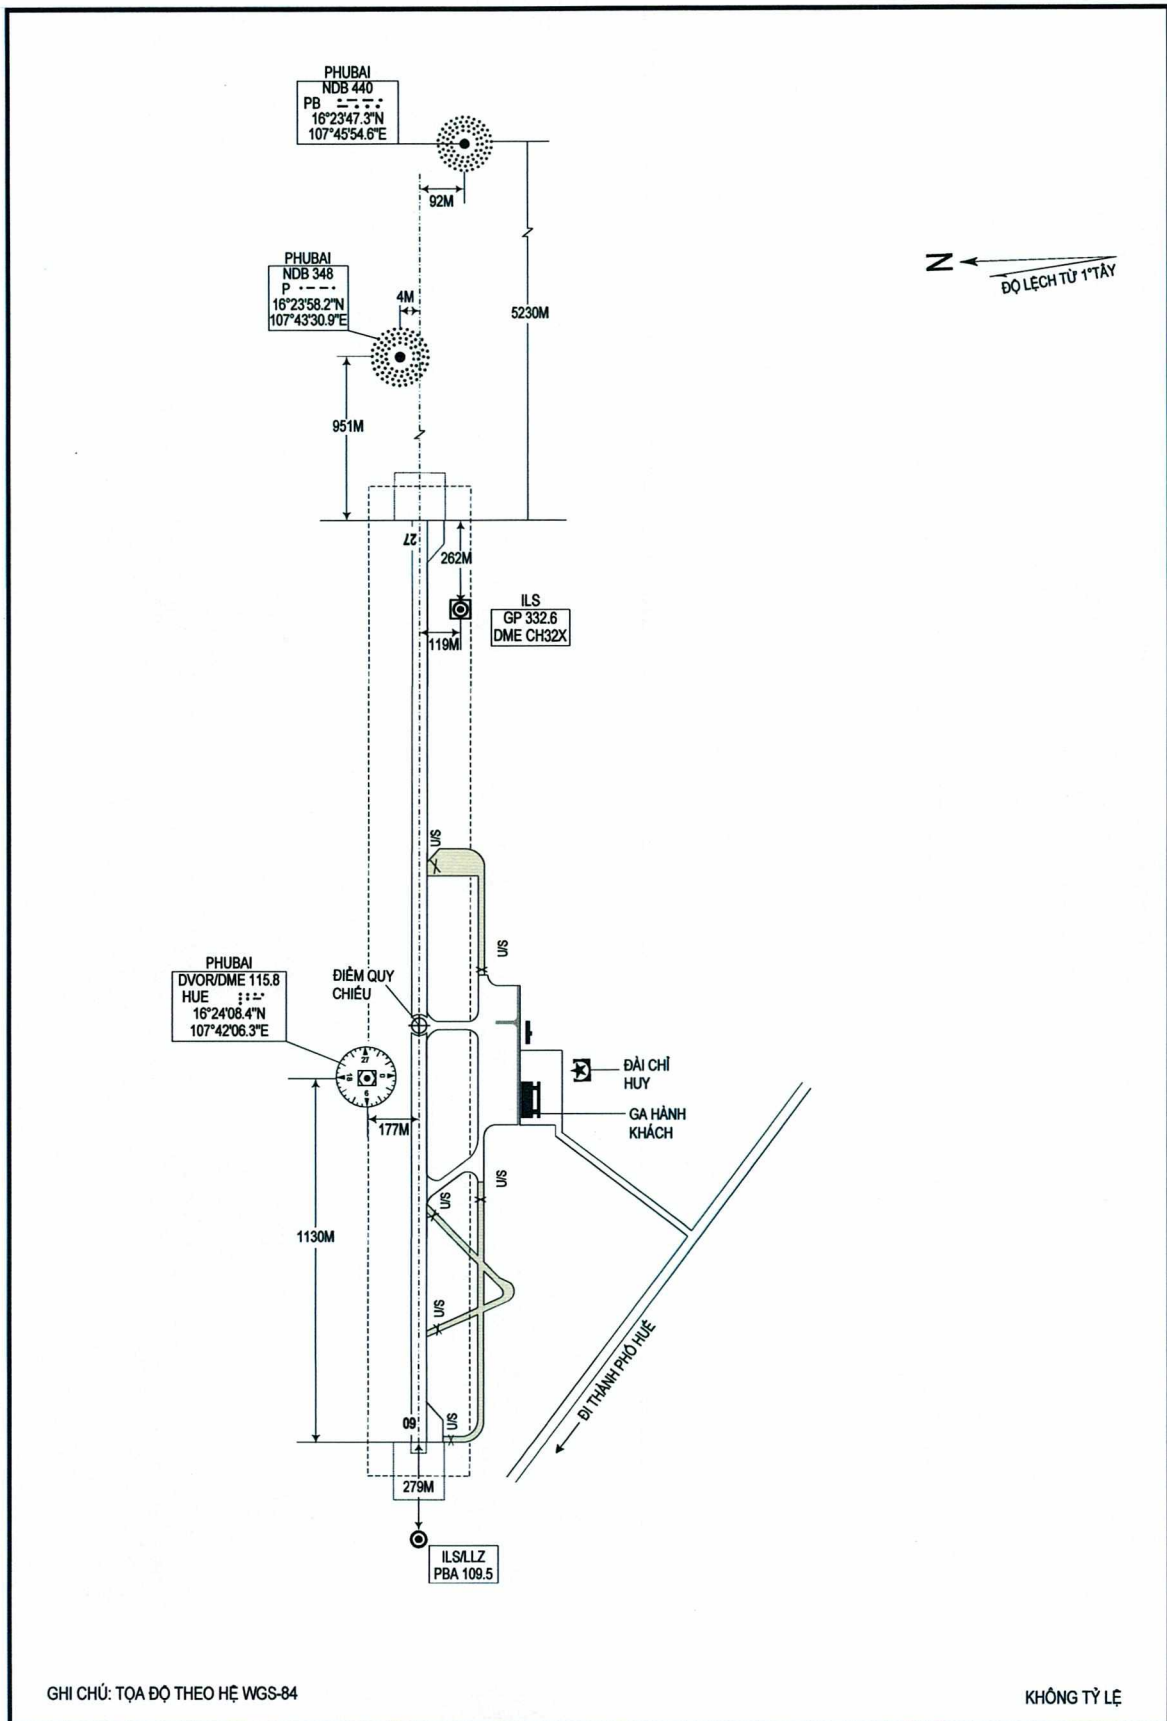 PHUBAI
NDB 440
PB
16°23'47.3"N
107°45'54.6"E
92M
PHUBAI
NDB 348
P
16°23'58.2"N
107°43'30.9"E
4M
5230M
N
ĐỘ LỆCH TỪ 1°TÂY
951M
27
262M
ILS
GP 332.6
DME CH32X
119M
U/S
U/S
PHUBAI
DVOR/DME 115.8
HUE
16°24'08.4"N
107°42'06.3"E
ĐIỂM QUY
CHIẾU
27
18
0
9
177M
ĐÀI CHỈ
HUY
GA HÀNH
KHÁCH
U/S
U/S
1130M
U/S
ĐI THÀNH PHỐ HUẾ
09
U/S
279M
ILS/LLZ
PBA 109.5
GHI CHÚ: TỌA ĐỘ THEO HỆ WGS-84
KHÔNG TỶ LỆ